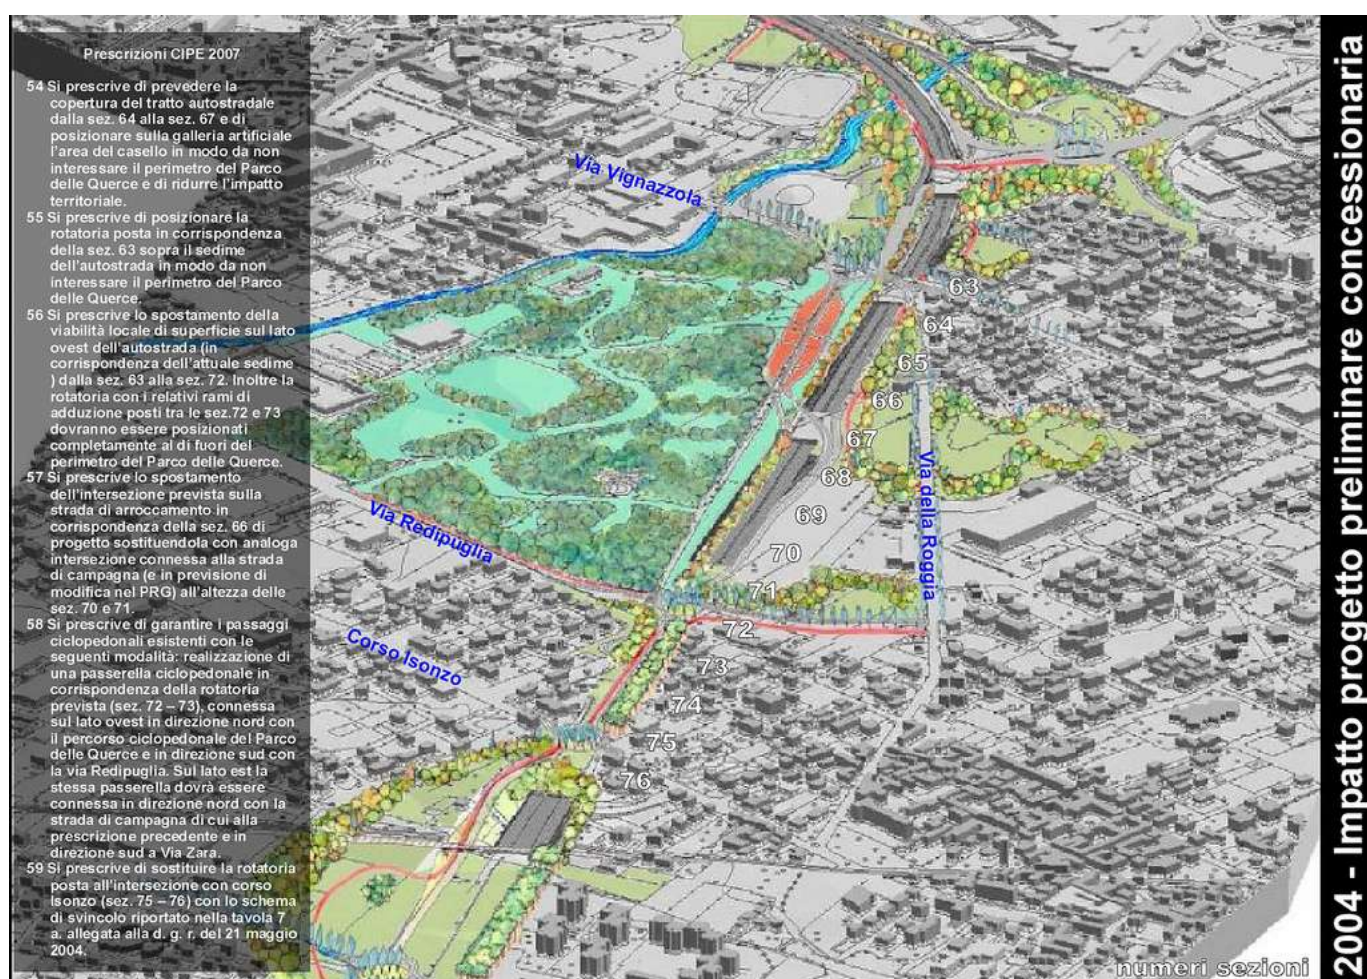 Prescrizioni CIPE 2007
54 Si prescrive di prevedere la
copertura del tratto autostradale
dalla sez. 64 alla sez. 67 e di
posizionare sulla galleria artificiale
l'area del casello in modo da non
interessare il perimetro del Parco
delle Querce e di ridurre l'impatto
territoriale.
55 Si prescrive di posizionare la
rotatoria posta in corrispondenza
della sez. 63 sopra il sedime
dell'autostrada in modo da non
interessare il perimetro del Parco
delle Querce.
56 Si prescrive lo spostamento della
viabilità locale di superficie sul lato
ovest dell'autostrada (in
corrispondenza dell'attuale sedime
) dalla sez. 63 alla sez. 72. Inoltre la
rotatoria con i relativi rami di
adduzione posti tra le sez.72 e 73
dovranno essere posizionati
completamente al di fuori del
perimetro del Parco delle Querce.
57 Si prescrive lo spostamento
dell'intersezione prevista sulla
strada di arroccamento in
corrispondenza della sez. 66 di
progetto sostituendola con analoga
intersezione connessa alla strada
di campagna (e in previsione di
modifica nel PRG) all'altezza delle
sez. 70 e 71.
58 Si prescrive di garantire i passaggi
ciclopedonali esistenti con le
seguenti modalità: realizzazione di
una passerella ciclopedonale in
corrispondenza della rotatoria
prevista (sez. 72 – 73), connessa
sul lato ovest in direzione nord con
il percorso ciclopedonale del Parco
delle Querce e in direzione sud con
la via Redipuglia. Sul lato est la
stessa passerella dovrà essere
connessa in direzione nord con la
strada di campagna di cui alla
prescrizione precedente e in
direzione sud a Via Zara.
59 Si prescrive di sostituire la rotatoria
posta all'intersezione con corso
Isonzo (sez. 75 – 76) con lo schema
di svincolo riportato nella tavola 7
a. allegata alla d. g. r. del 21 maggio
2004.
Via Vignazzola
63
64
65
66
67
68
69
70
71
72
73
74
75
76
Via della Roggia
Via Redipuglia
Corso Isonzo
numeri sezioni
2004 - Impatto progetto preliminare concessionaria